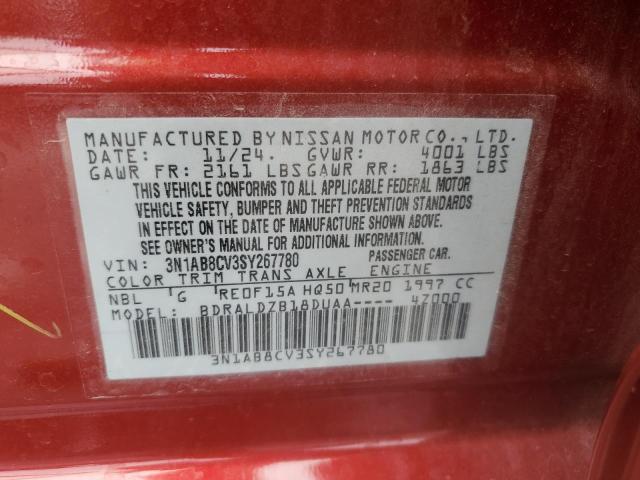 MANUFACTURED BY NISSAN MOTOR CO., LTD.
DATE: 11/24. GVWR: 4001 LBS
GAWR FR: 2161 LBS GAWR RR: 1863 LBS
THIS VEHICLE CONFORMS TO ALL APPLICABLE FEDERAL MOTOR
VEHICLE SAFETY, BUMPER AND THEFT PREVENTION STANDARDS
IN EFFECT ON THE DATE OF MANUFACTURE SHOWN ABOVE.
SEE OWNER'S MANUAL FOR ADDITIONAL INFORMATION.
VIN: 3N1AB8CV3SY267780 PASSENGER CAR.
COLOR TRIM TRANS AXLE ENGINE
NBL G RE0F15A HQ50 MR20 1997 CC
MODEL: BDRALDZB18DUAA---- 47000
3N1AB8CV3SY267780